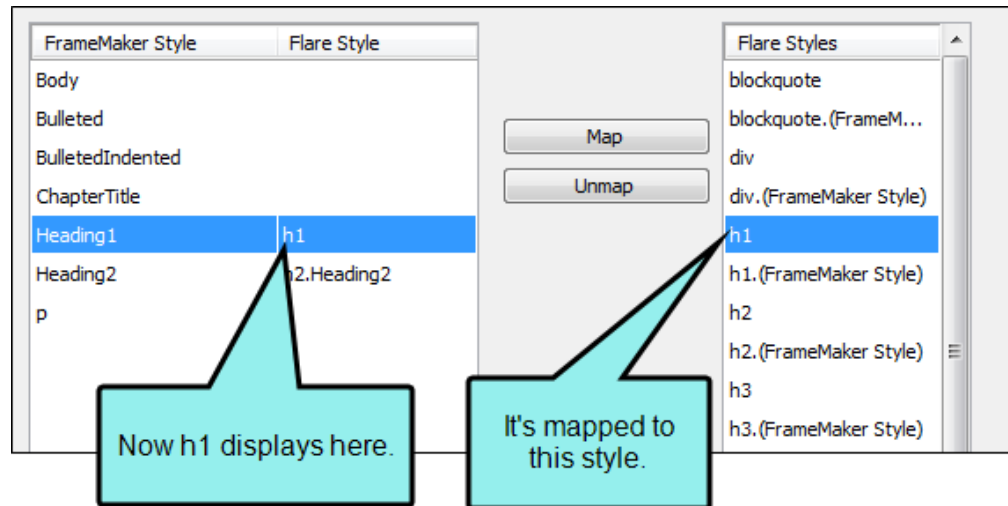 FrameMaker Style Flare Style
Body
Bulleted
BulletedIndented
ChapterTitle
Heading1 h1
Heading2 h2.Heading2
p
Map
Unmap
Flare Styles
blockquote
blockquote.(FrameM...
div
div.(FrameMaker Style)
h1
h1.(FrameMaker Style)
h2
h2.(FrameMaker Style)
h3
h3.(FrameMaker Style)
Now h1 displays here.
It's mapped to
this style.